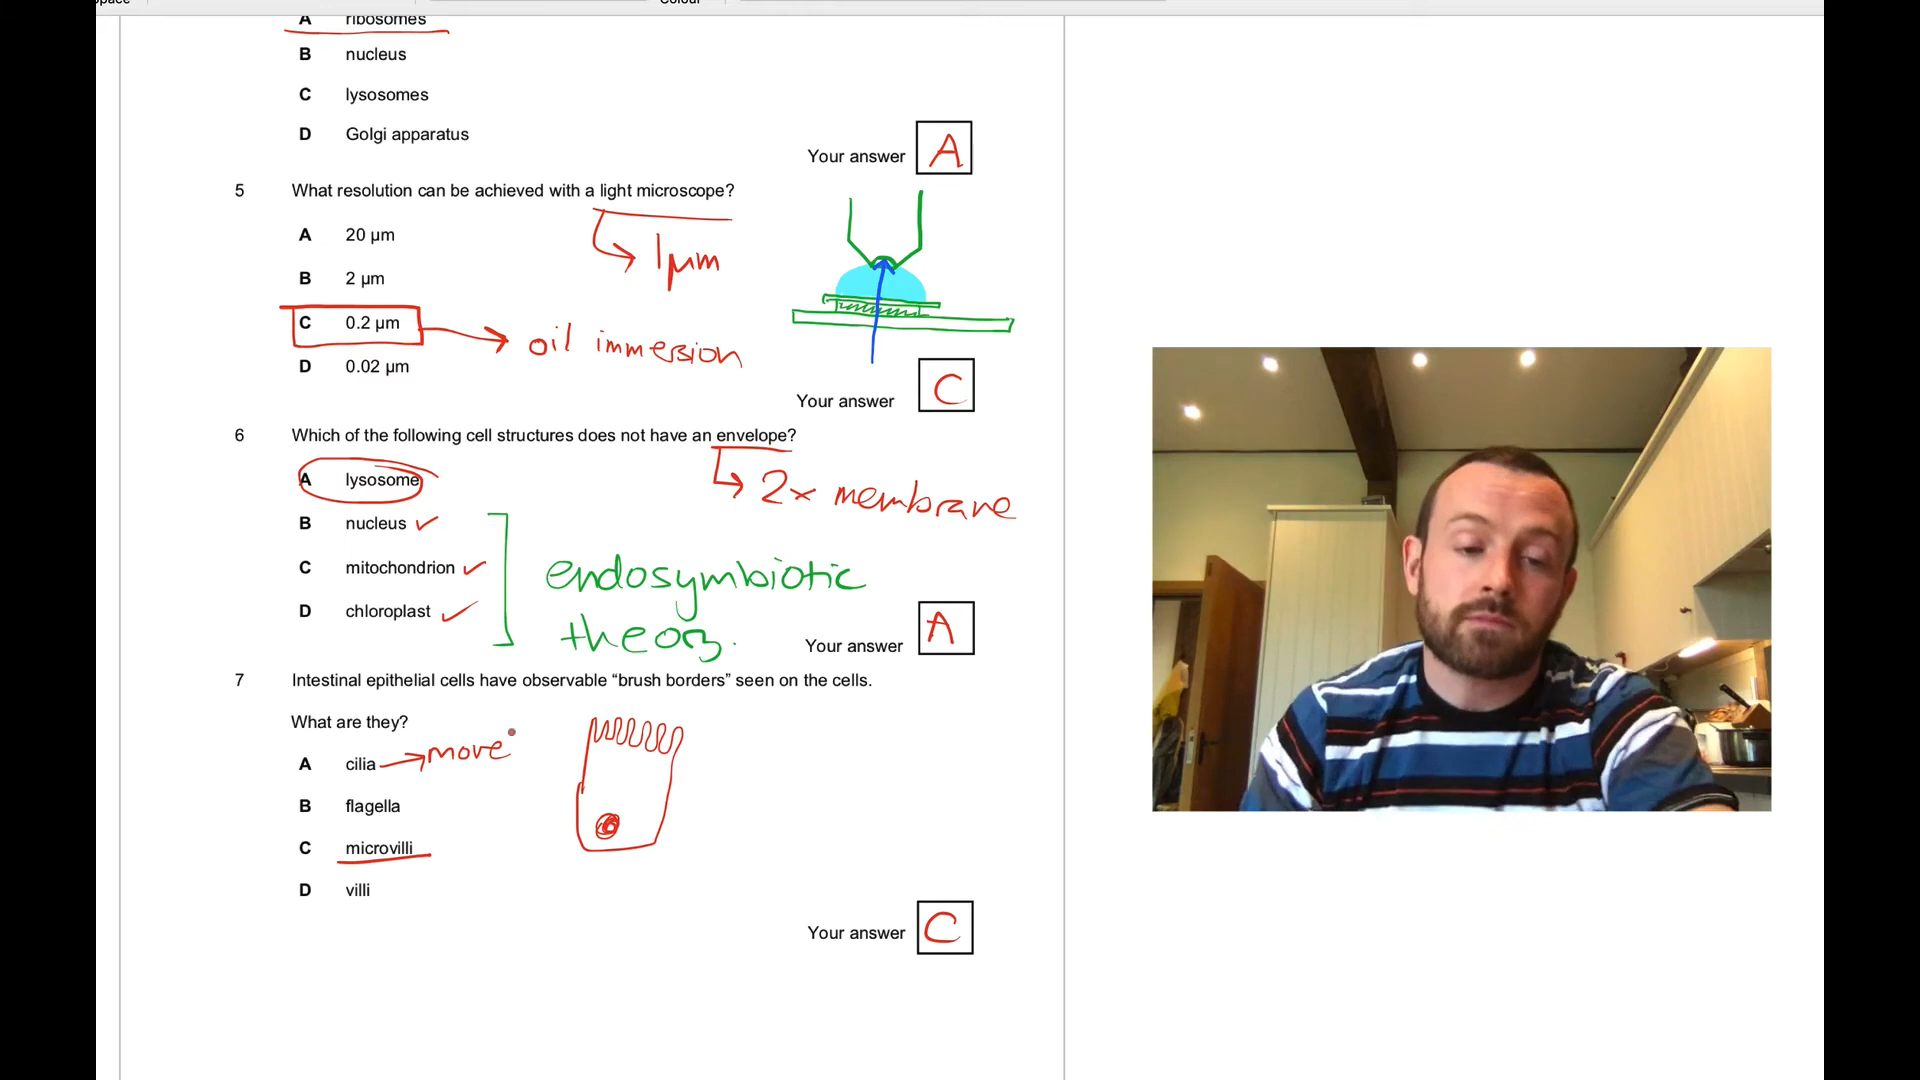 Colour
A ribosomes
B nucleus
C lysosomes
D Golgi apparatus
Your answer A
5 What resolution can be achieved with a light microscope?
A 20 µm
1µm
B 2 µm
C 0.2 µm
oil immersion
D 0.02 µm
Your answer C
6 Which of the following cell structures does not have an envelope?
A lysosome
2x membrane
B nucleus
C mitochondrion
endosymbiotic
D chloroplast
theory.
Your answer A
7 Intestinal epithelial cells have observable “brush borders” seen on the cells.
What are they?
A cilia move
B flagella
C microvilli
D villi
Your answer C